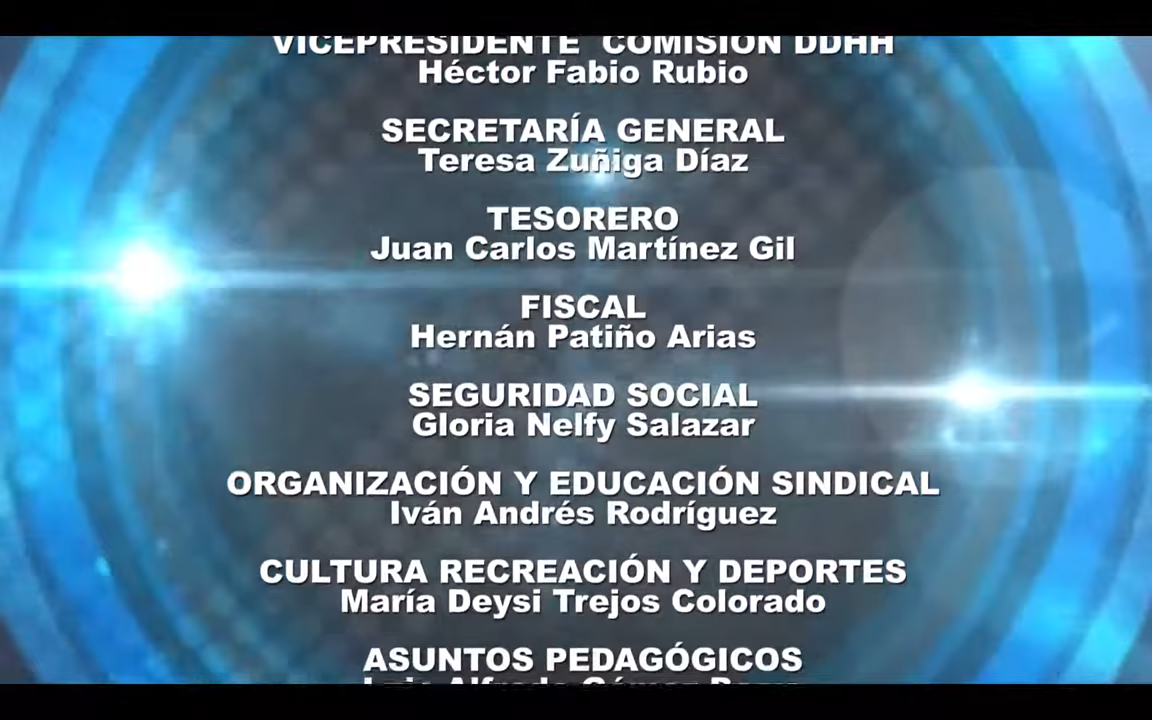 VICEPRESIDENTE COMISIÓN DDHH
Héctor Fabio Rubio
SECRETARÍA GENERAL
Teresa Zuñiga Díaz
TESORERO
Juan Carlos Martínez Gil
FISCAL
Hernán Patiño Arias
SEGURIDAD SOCIAL
Gloria Nelfy Salazar
ORGANIZACIÓN Y EDUCACIÓN SINDICAL
Iván Andrés Rodríguez
CULTURA RECREACIÓN Y DEPORTES
María Deysi Trejos Colorado
ASUNTOS PEDAGÓGICOS